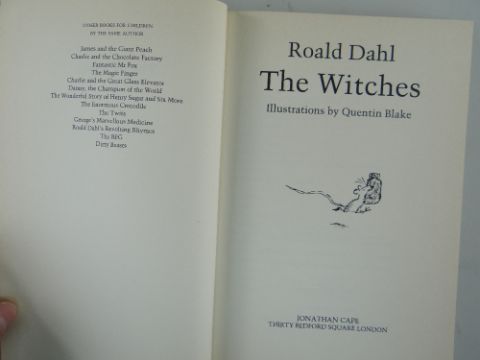 OTHER BOOKS FOR CHILDREN
BY THE SAME AUTHOR
James and the Giant Peach
Charlie and the Chocolate Factory
Fantastic Mr Fox
The Magic Finger
Charlie and the Great Glass Elevator
Danny, the Champion of the World
The Wonderful Story of Henry Sugar and Six More
The Enormous Crocodile
The Twits
George's Marvellous Medicine
Roald Dahl's Revolting Rhymes
The BFG
Dirty Beasts
Roald Dahl
The Witches
Illustrations by Quentin Blake
JONATHAN CAPE
THIRTY BEDFORD SQUARE LONDON